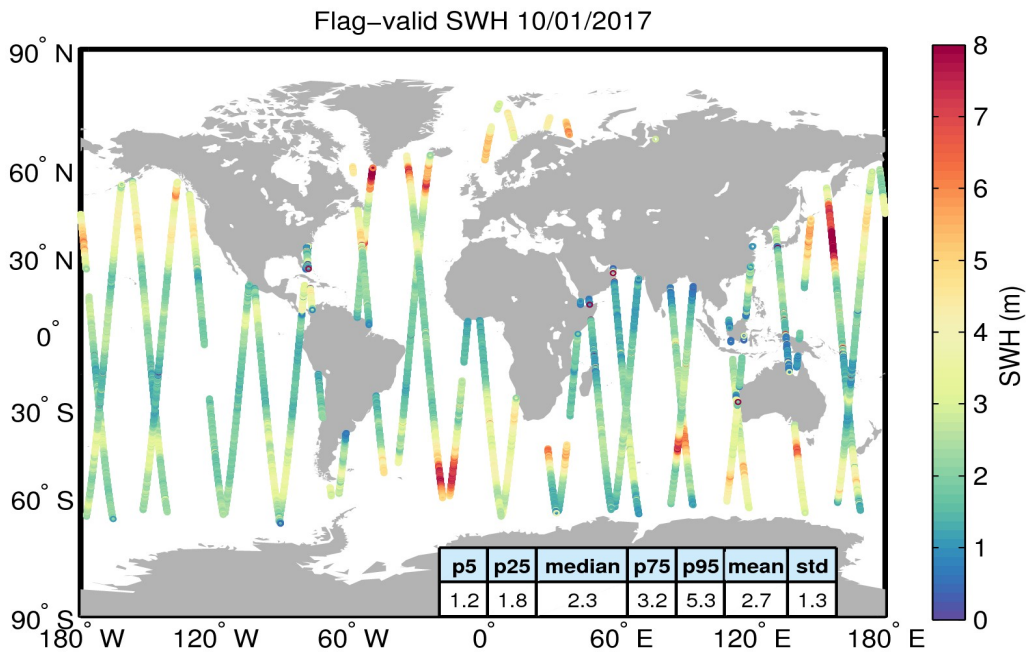 Flag−valid SWH 10/01/2017
90° N
60° N
30° N
0°
30° S
60° S
90° S
180° W
120° W
60° W
0°
60° E
120° E
180° E
p5 p25 median p75 p95 mean std
1.2 1.8 2.3 3.2 5.3 2.7 1.3
8
7
6
5
4
3
2
1
0
SWH (m)